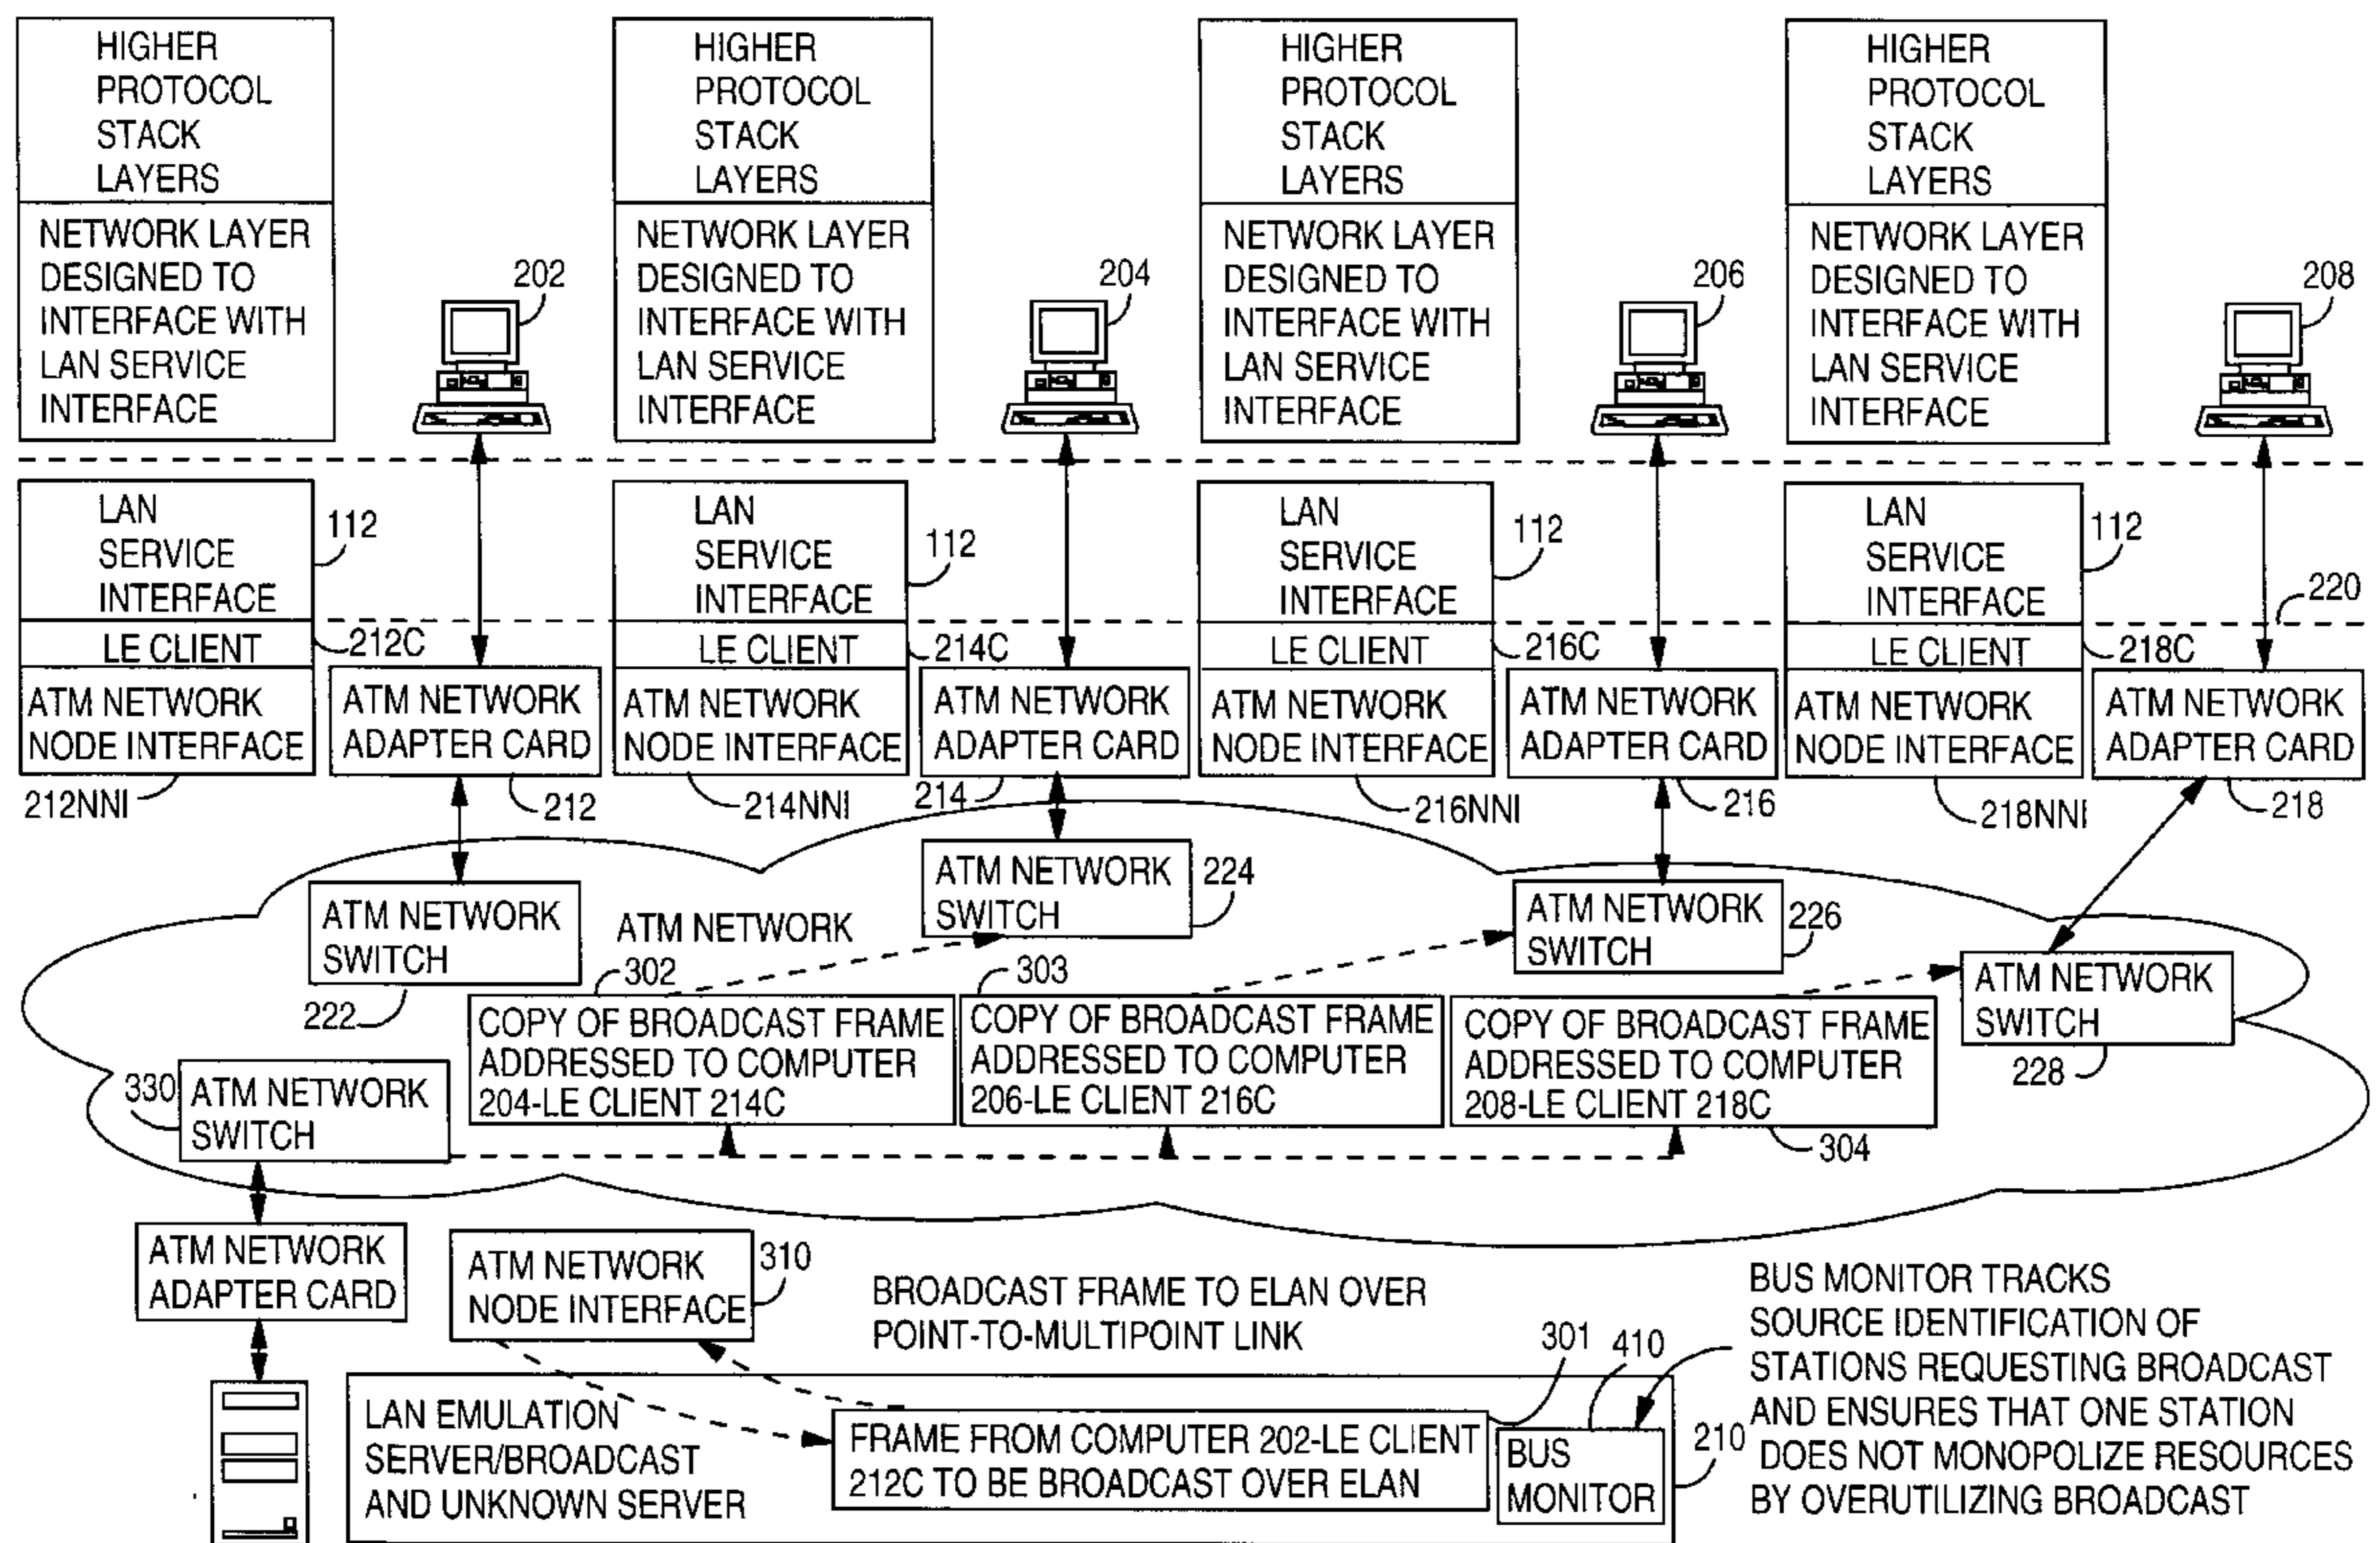 HIGHER
PROTOCOL
STACK
LAYERS
NETWORK LAYER
DESIGNED TO
INTERFACE WITH
LAN SERVICE
INTERFACE
202
HIGHER
PROTOCOL
STACK
LAYERS
NETWORK LAYER
DESIGNED TO
INTERFACE WITH
LAN SERVICE
INTERFACE
204
HIGHER
PROTOCOL
STACK
LAYERS
NETWORK LAYER
DESIGNED TO
INTERFACE WITH
LAN SERVICE
INTERFACE
206
HIGHER
PROTOCOL
STACK
LAYERS
NETWORK LAYER
DESIGNED TO
INTERFACE WITH
LAN SERVICE
INTERFACE
208
LAN
SERVICE
INTERFACE
112
LE CLIENT
212C
ATM NETWORK
NODE INTERFACE
212NNI
ATM NETWORK
ADAPTER CARD
212
LAN
SERVICE
INTERFACE
112
LE CLIENT
214C
ATM NETWORK
NODE INTERFACE
214NNI
ATM NETWORK
ADAPTER CARD
214
LAN
SERVICE
INTERFACE
112
LE CLIENT
216C
ATM NETWORK
NODE INTERFACE
216NNI
ATM NETWORK
ADAPTER CARD
216
LAN
SERVICE
INTERFACE
112
220
LE CLIENT
218C
ATM NETWORK
NODE INTERFACE
218NNI
ATM NETWORK
ADAPTER CARD
218
ATM NETWORK
SWITCH
222
ATM NETWORK
ATM NETWORK
SWITCH
224
ATM NETWORK
SWITCH
226
ATM NETWORK
SWITCH
228
302
COPY OF BROADCAST FRAME
ADDRESSED TO COMPUTER
204-LE CLIENT 214C
303
COPY OF BROADCAST FRAME
ADDRESSED TO COMPUTER
206-LE CLIENT 216C
COPY OF BROADCAST FRAME
ADDRESSED TO COMPUTER
208-LE CLIENT 218C
304
330
ATM NETWORK
SWITCH
ATM NETWORK
ADAPTER CARD
ATM NETWORK
NODE INTERFACE
310
BROADCAST FRAME TO ELAN OVER
POINT-TO-MULTIPOINT LINK
301
410
BUS MONITOR TRACKS
SOURCE IDENTIFICATION OF
STATIONS REQUESTING BROADCAST
AND ENSURES THAT ONE STATION
DOES NOT MONOPOLIZE RESOURCES
BY OVERUTILIZING BROADCAST
LAN EMULATION
SERVER/BROADCAST
AND UNKNOWN SERVER
FRAME FROM COMPUTER 202-LE CLIENT
212C TO BE BROADCAST OVER ELAN
BUS
MONITOR
210